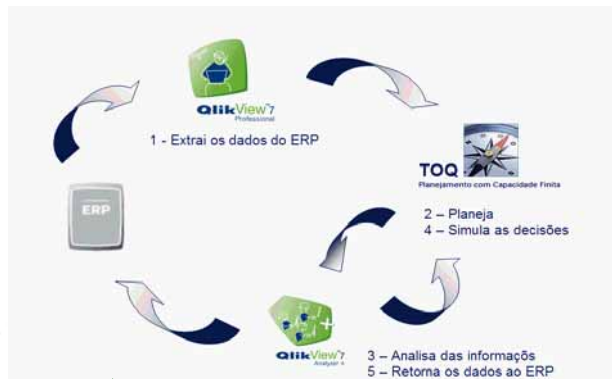 QlikView 7
Professional
1 - Extrai os dados do ERP
TOQ
Planejamento com Capacidade Finita
ERP
2 – Planeja
4 – Simula as decisões
QlikView 7
Analyzer +
3 – Analisa das informaçõs
5 – Retorna os dados ao ERP